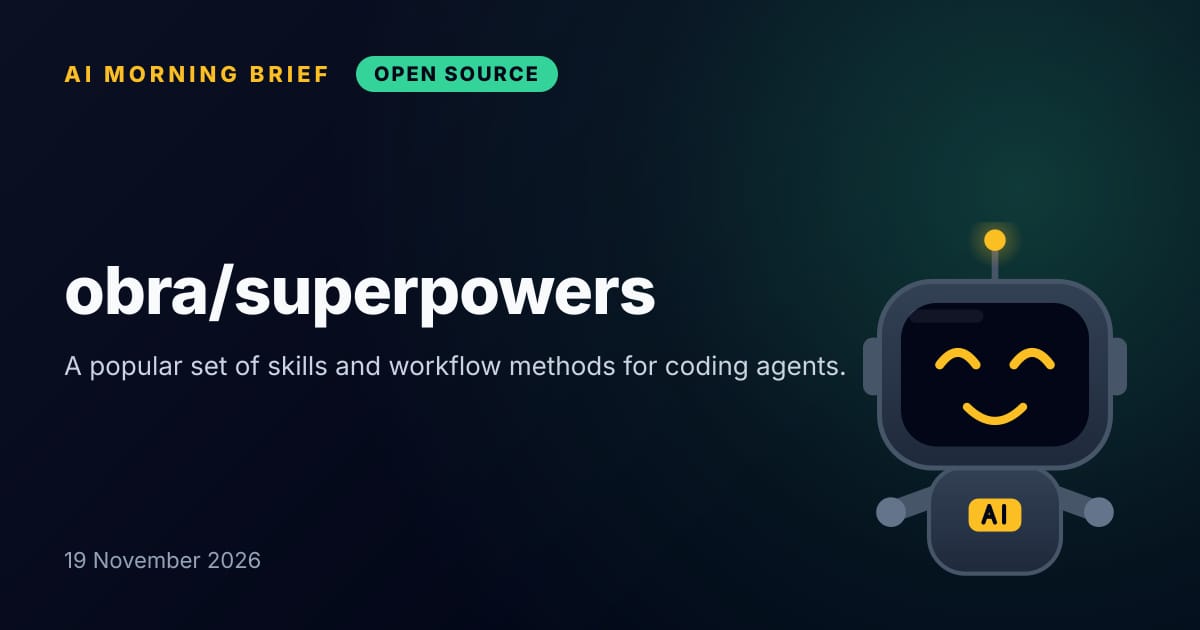 AI MORNING BRIEF OPEN SOURCE
obra/superpowers
A popular set of skills and workflow methods for coding agents.
AI
19 November 2026